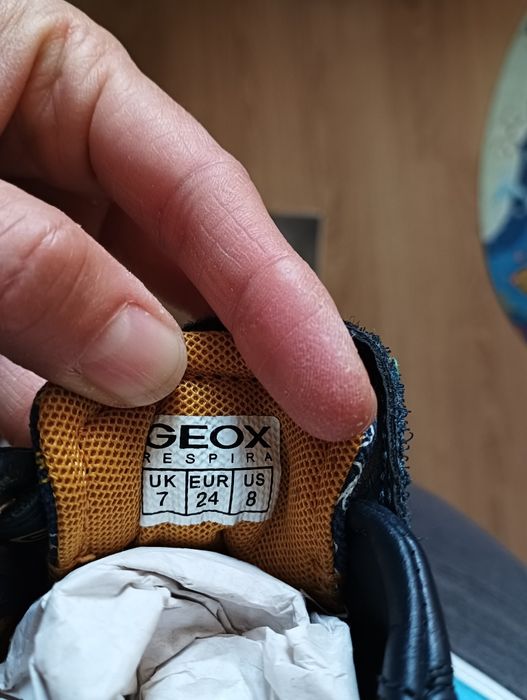 GEOX
RESPIRA
UK EUR US
7 24 8